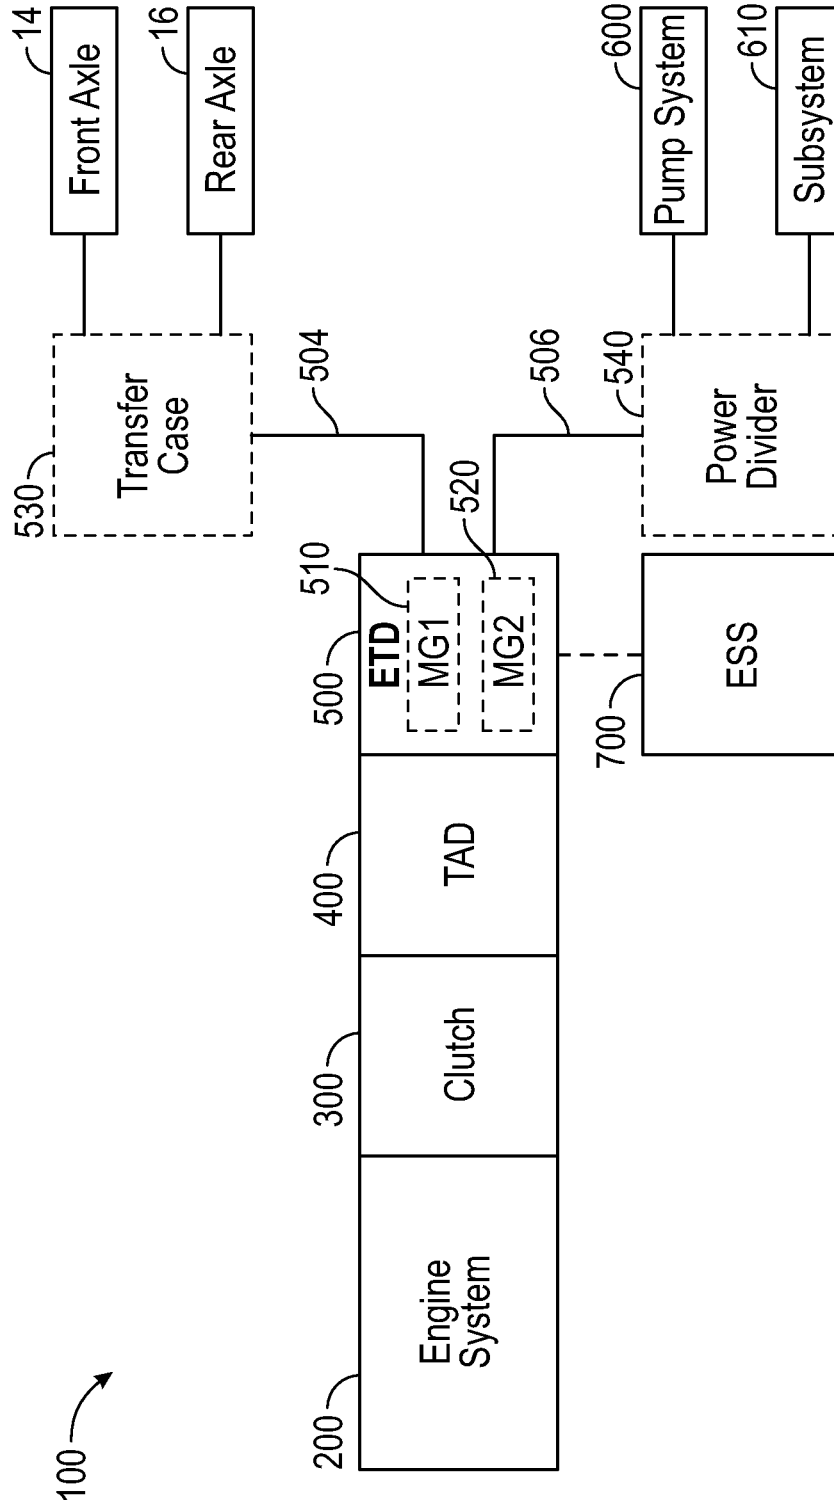 100
200
Engine
System
300
Clutch
400
TAD
500
ETD
510
MG1
520
MG2
700
ESS
504
506
530
Transfer
Case
540
Power
Divider
14
Front Axle
16
Rear Axle
600
Pump System
610
Subsystem